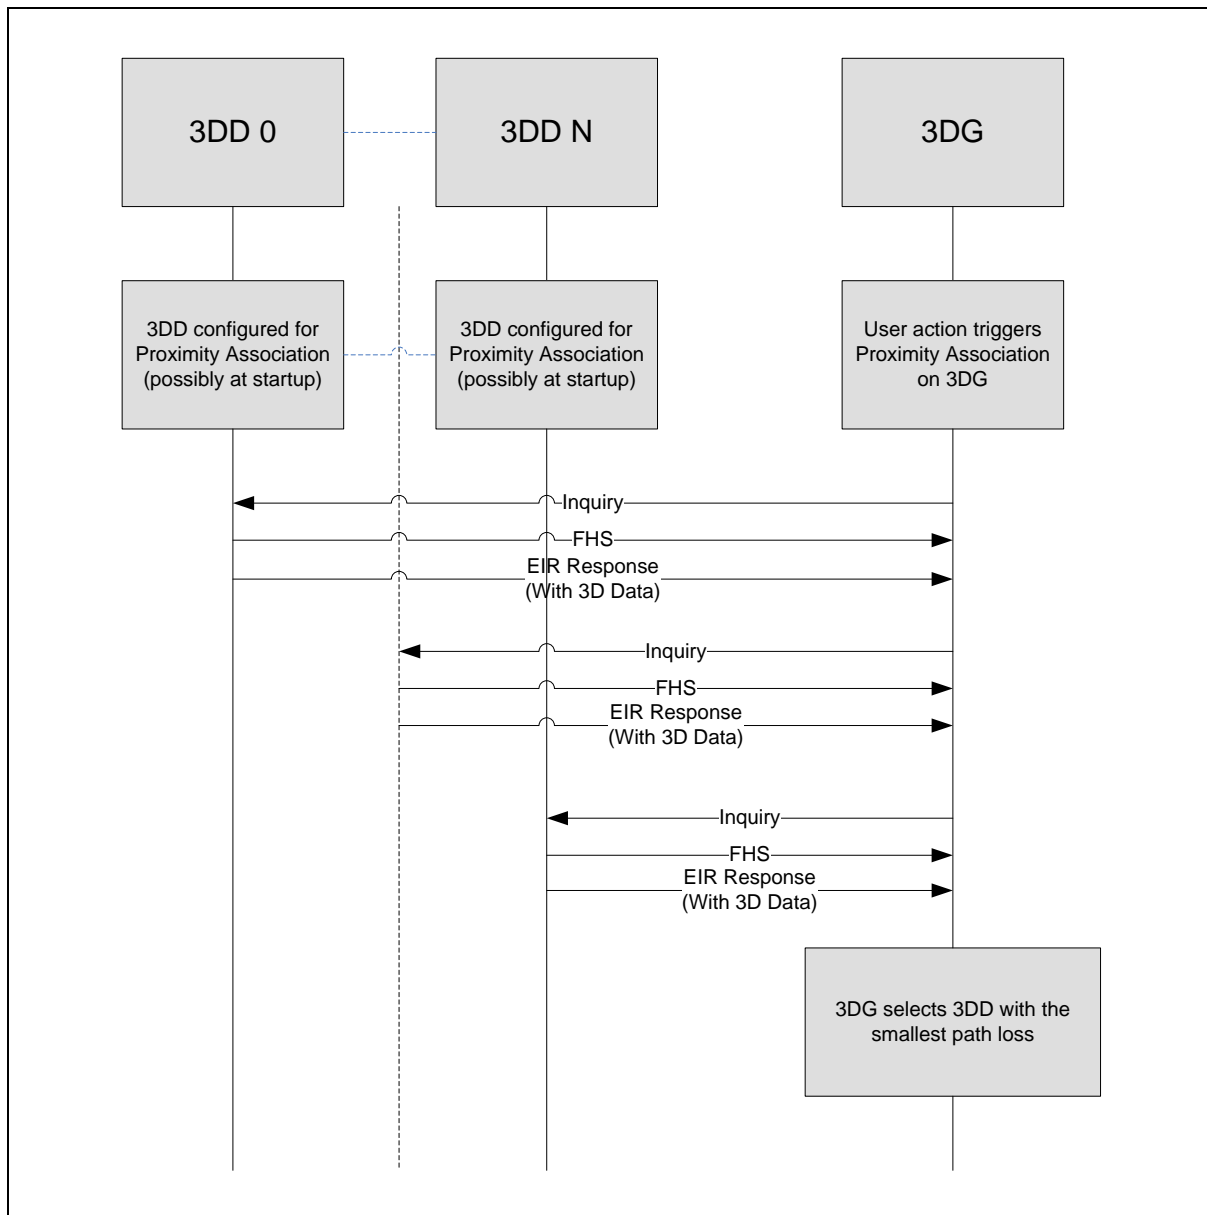 3DD 0
3DD N
3DG
3DD configured for
Proximity Association
(possibly at startup)
3DD configured for
Proximity Association
(possibly at startup)
User action triggers
Proximity Association
on 3DG
Inquiry
FHS
EIR Response
(With 3D Data)
Inquiry
FHS
EIR Response
(With 3D Data)
Inquiry
FHS
EIR Response
(With 3D Data)
3DG selects 3DD with the
smallest path loss